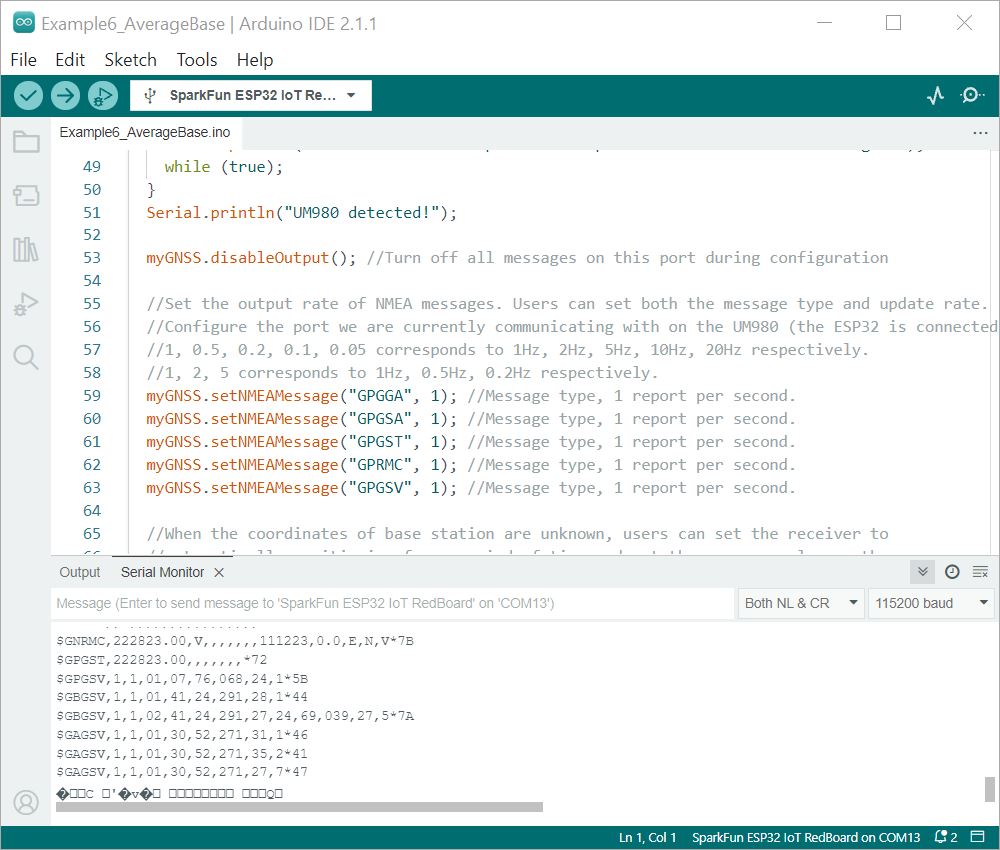 Example6_AverageBase | Arduino IDE 2.1.1
File Edit Sketch Tools Help
SparkFun ESP32 IoT Re...
Example6_AverageBase.ino
49 while (true);
50 }
51 Serial.println("UM980 detected!");
52
53 myGNSS.disableOutput(); //Turn off all messages on this port during configuration
54
55 //Set the output rate of NMEA messages. Users can set both the message type and update rate.
56 //Configure the port we are currently communicating with on the UM980 (the ESP32 is connected
57 //1, 0.5, 0.2, 0.1, 0.05 corresponds to 1Hz, 2Hz, 5Hz, 10Hz, 20Hz respectively.
58 //1, 2, 5 corresponds to 1Hz, 0.5Hz, 0.2Hz respectively.
59 myGNSS.setNMEAMessage("GPGGA", 1); //Message type, 1 report per second.
60 myGNSS.setNMEAMessage("GPGSA", 1); //Message type, 1 report per second.
61 myGNSS.setNMEAMessage("GPGST", 1); //Message type, 1 report per second.
62 myGNSS.setNMEAMessage("GPRMC", 1); //Message type, 1 report per second.
63 myGNSS.setNMEAMessage("GPGSV", 1); //Message type, 1 report per second.
64
65 //When the coordinates of base station are unknown, users can set the receiver to
Output Serial Monitor
Message (Enter to send message to 'SparkFun ESP32 IoT RedBoard' on 'COM13') Both NL & CR 115200 baud
$GNRMC,222823.00,V,,,,,,,111223,0.0,E,N,V*7B
$GPGST,222823.00,,,,,,,*72
$GPGSV,1,1,01,07,76,068,24,1*5B
$GBGSV,1,1,01,41,24,291,28,1*44
$GBGSV,1,1,02,41,24,291,27,24,69,039,27,5*7A
$GAGSV,1,1,01,30,52,271,31,1*46
$GAGSV,1,1,01,30,52,271,35,2*41
$GAGSV,1,1,01,30,52,271,27,7*47
�□□C □'�v�□ □□□□□□□□ □□□Q□
Ln 1, Col 1 SparkFun ESP32 IoT RedBoard on COM13 2